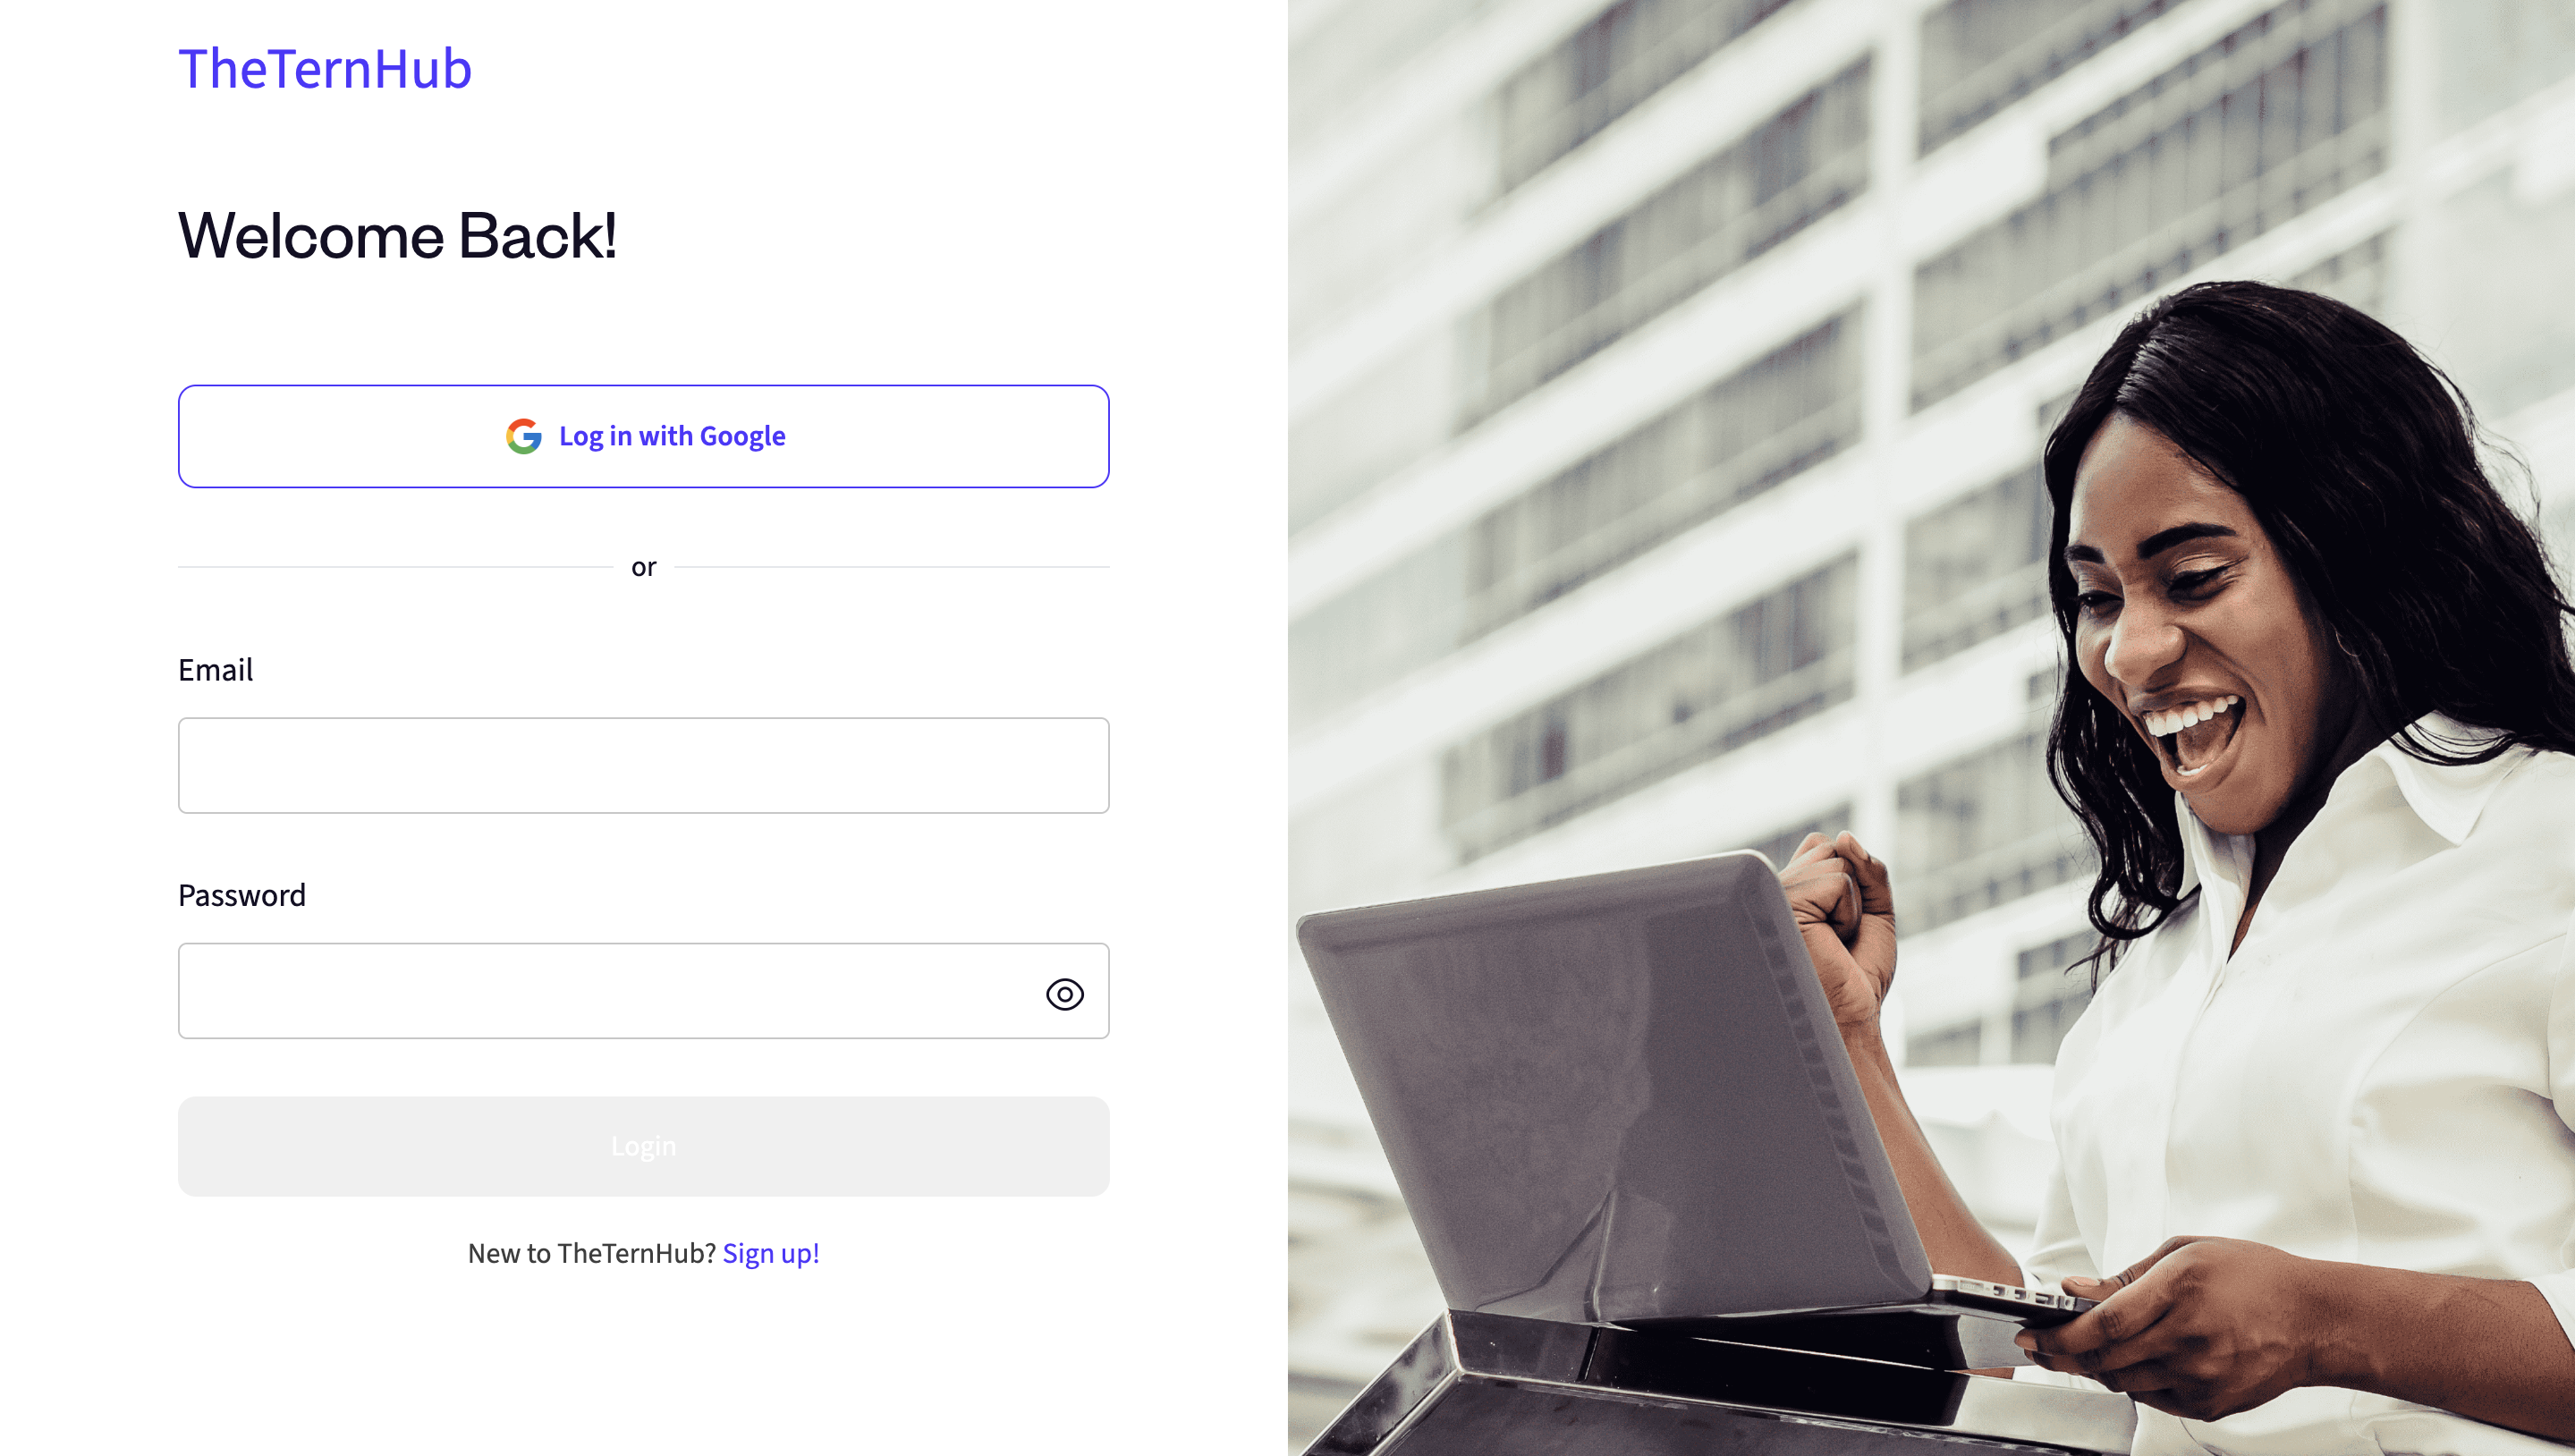 TheTernHub
Welcome Back!
Log in with Google
or
Email
Password
Login
New to TheTernHub? Sign up!